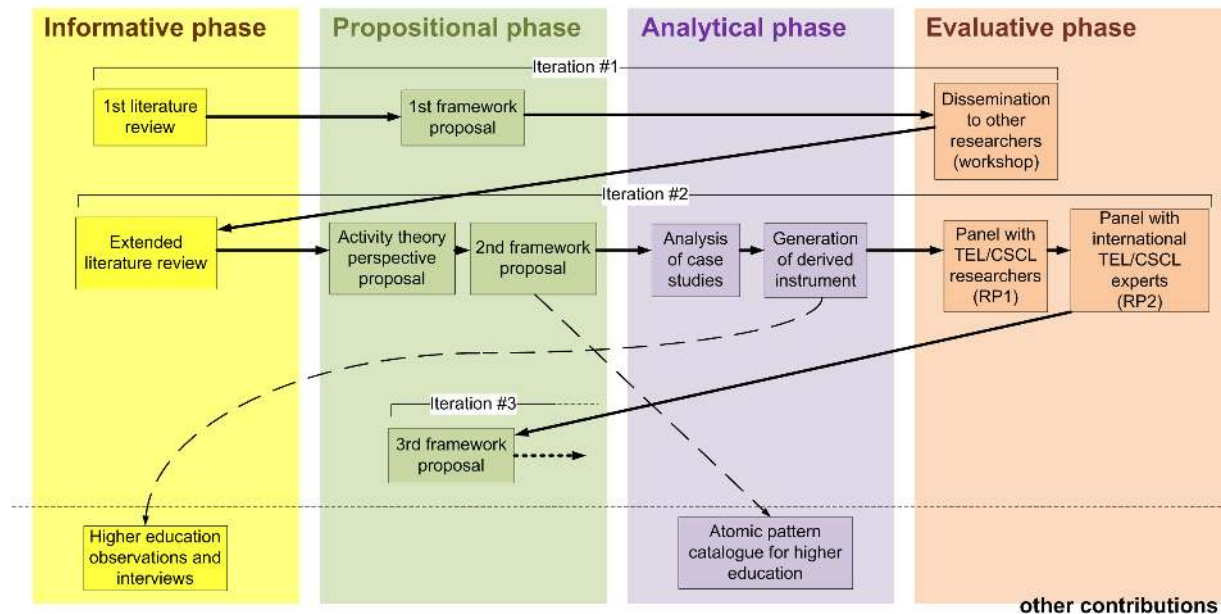 Informative phase
Propositional phase
Analytical phase
Evaluative phase
Iteration #1
1st literature
review
1st framework
proposal
Dissemination
to other
researchers
(workshop)
Iteration #2
Extended
literature review
Activity theory
perspective
proposal
2nd framework
proposal
Analysis
of case
studies
Generation
of derived
instrument
Panel with
TEL/CSCL
researchers
(RP1)
Panel with
international
TEL/CSCL
experts
(RP2)
Iteration #3
3rd framework
proposal
Higher education
observations and
interviews
Atomic pattern
catalogue for higher
education
other contributions